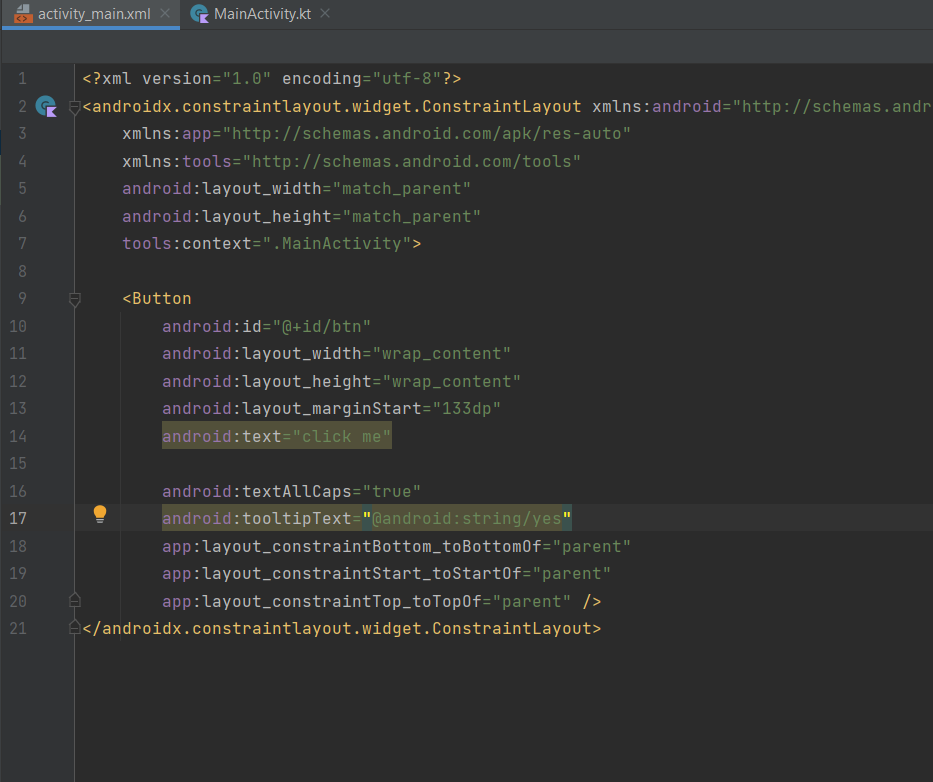 activity_main.xml MainActivity.kt
1 <?xml version="1.0" encoding="utf-8"?>
2 <androidx.constraintlayout.widget.ConstraintLayout xmlns:android="http://schemas.andr
3 xmlns:app="http://schemas.android.com/apk/res-auto"
4 xmlns:tools="http://schemas.android.com/tools"
5 android:layout_width="match_parent"
6 android:layout_height="match_parent"
7 tools:context=".MainActivity">
8
9 <Button
10 android:id="@+id/btn"
11 android:layout_width="wrap_content"
12 android:layout_height="wrap_content"
13 android:layout_marginStart="133dp"
14 android:text="click me"
15
16 android:textAllCaps="true"
17 android:tooltipText="@android:string/yes"
18 app:layout_constraintBottom_toBottomOf="parent"
19 app:layout_constraintStart_toStartOf="parent"
20 app:layout_constraintTop_toTopOf="parent" />
21 </androidx.constraintlayout.widget.ConstraintLayout>